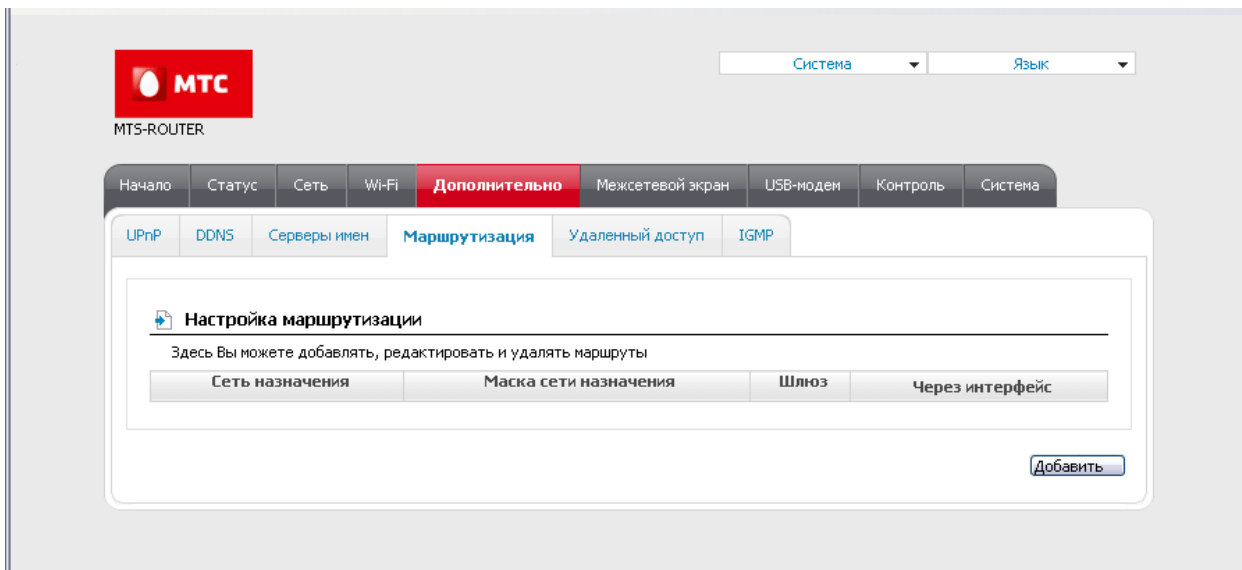 Система Язык
МТС
MTS-ROUTER
Начало Статус Сеть Wi-Fi Дополнительно Межсетевой экран USB-модем Контроль Система
UPnP DDNS Серверы имен Маршрутизация Удаленный доступ IGMP
Настройка маршрутизации
Здесь Вы можете добавлять, редактировать и удалять маршруты
Сеть назначения Маска сети назначения Шлюз Через интерфейс
Добавить